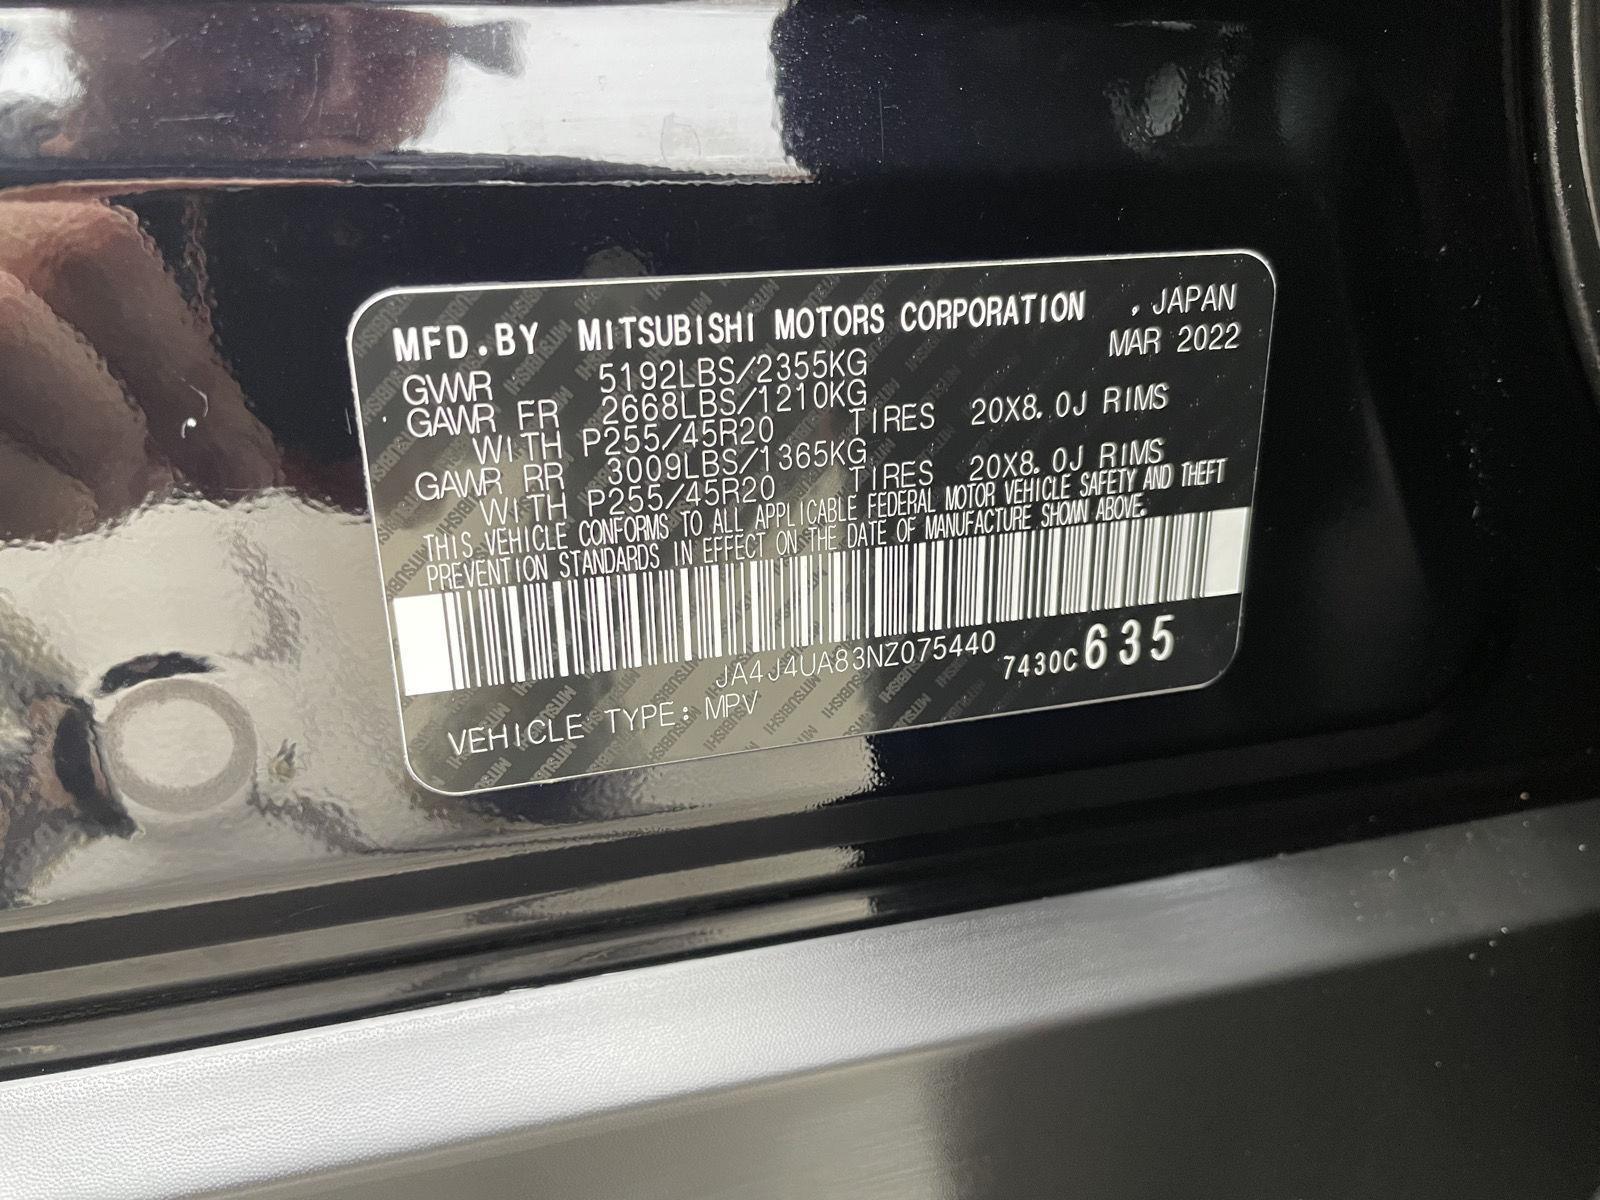 MFD.BY MITSUBISHI MOTORS CORPORATION , JAPAN
MAR 2022
GVWR 5192LBS/2355KG
GAWR FR 2668LBS/1210KG
WITH P255/45R20 TIRES 20X8.0J RIMS
GAWR RR 3009LBS/1365KG
WITH P255/45R20 TIRES 20X8.0J RIMS
THIS VEHICLE CONFORMS TO ALL APPLICABLE FEDERAL MOTOR VEHICLE SAFETY AND THEFT
PREVENTION STANDARDS IN EFFECT ON THE DATE OF MANUFACTURE SHOWN ABOVE.
JA4J4UA83NZ075440 7430C635
VEHICLE TYPE: MPV